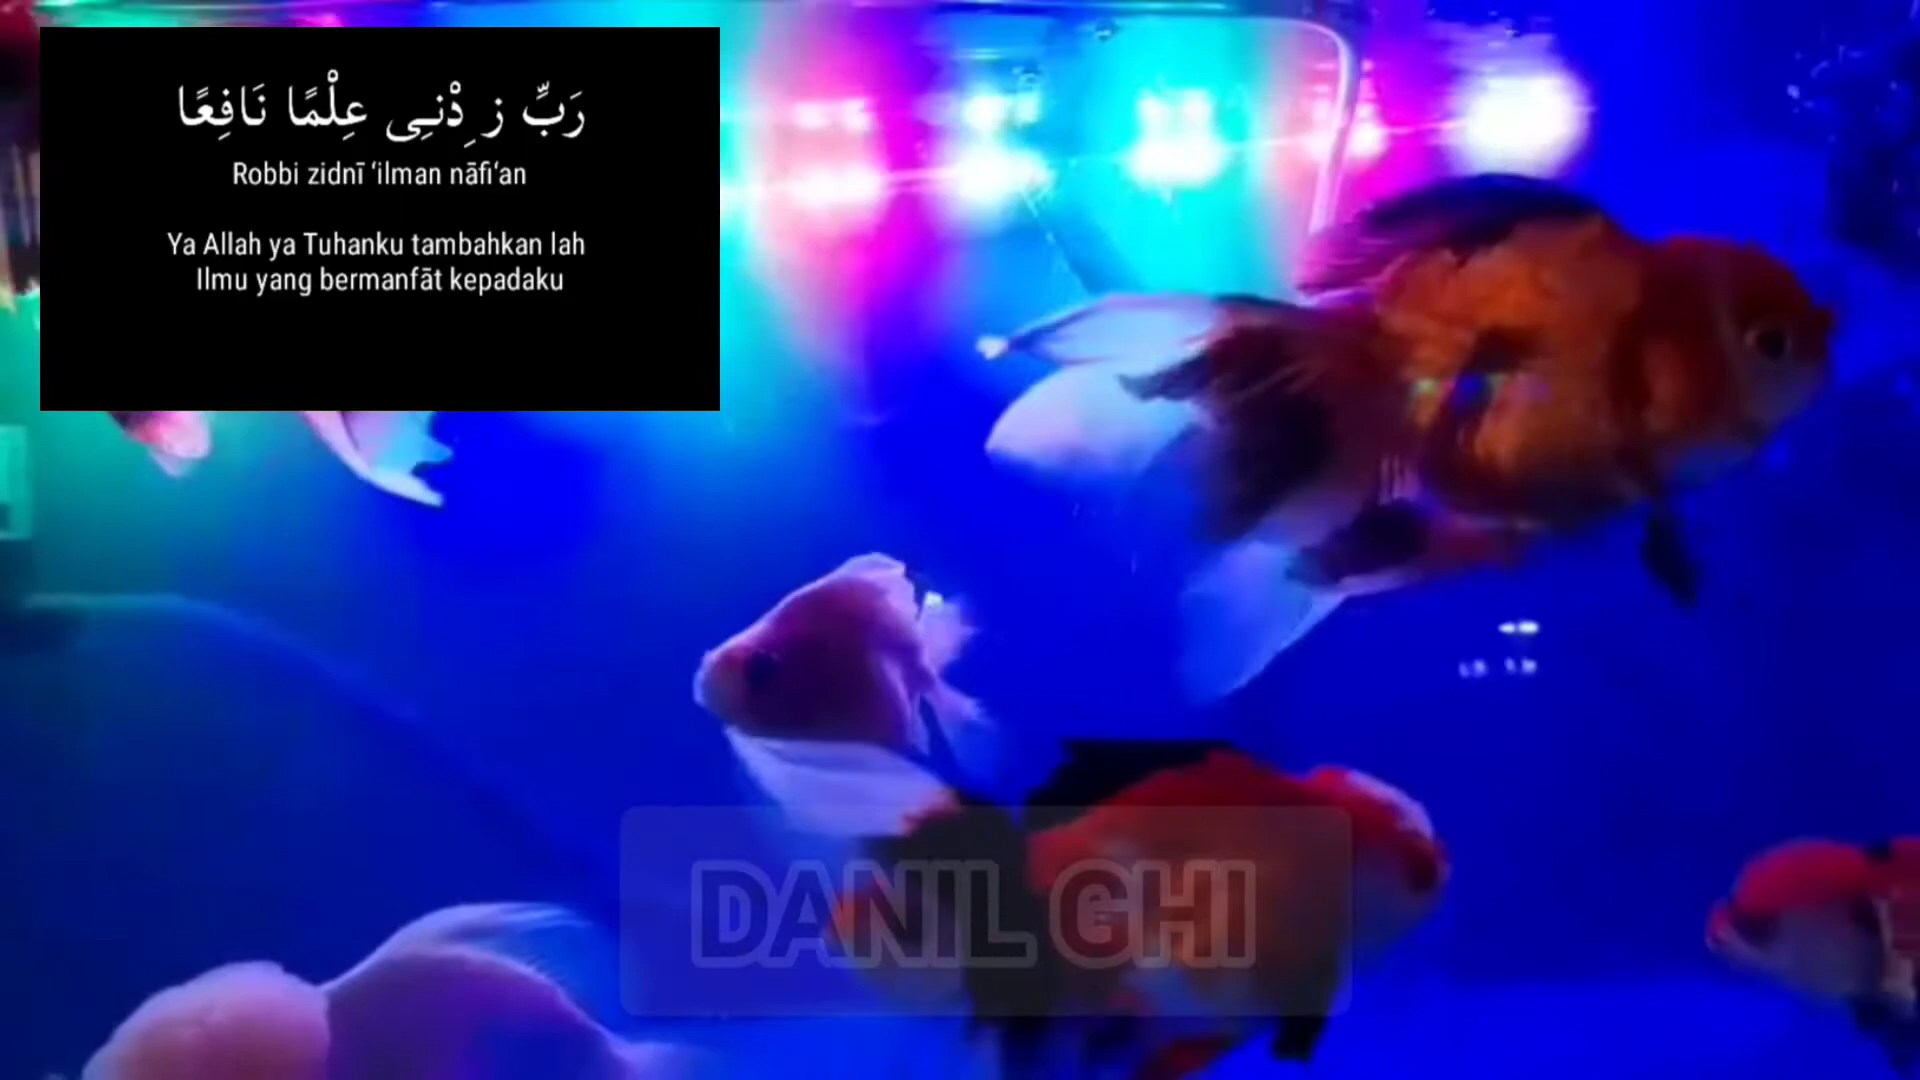 رَبِّ زِدْنِى عِلْمًا نَافِعًا
Robbi zidnī ‘ilman nāfi‘an
Ya Allah ya Tuhanku tambahkan lah
Ilmu yang bermanfāt kepadaku
DANIL GHI